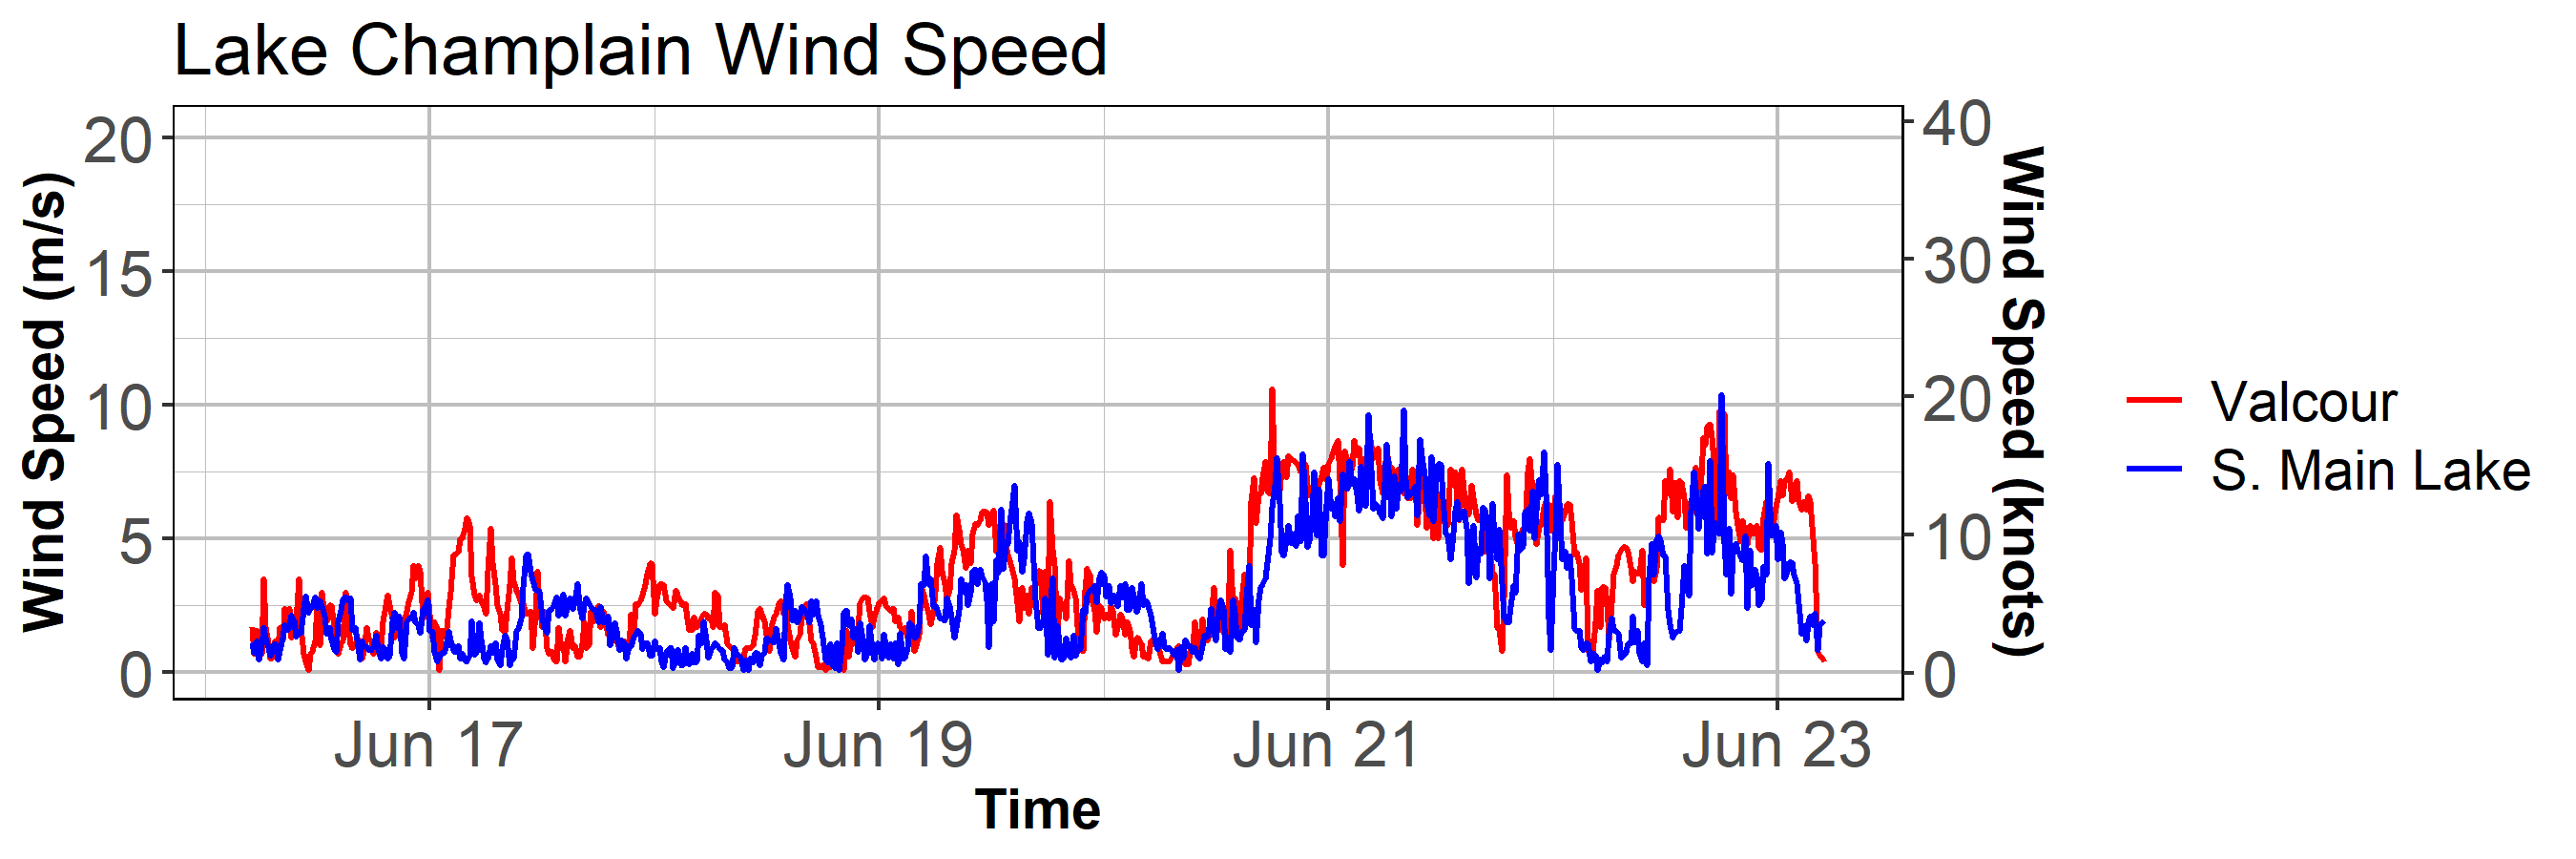 Lake Champlain Wind Speed
Wind Speed (m/s)
20
15
10
5
0
40
30
20
10
0
Wind Speed (knots)
Jun 17
Jun 19
Jun 21
Jun 23
Time
Valcour
S. Main Lake